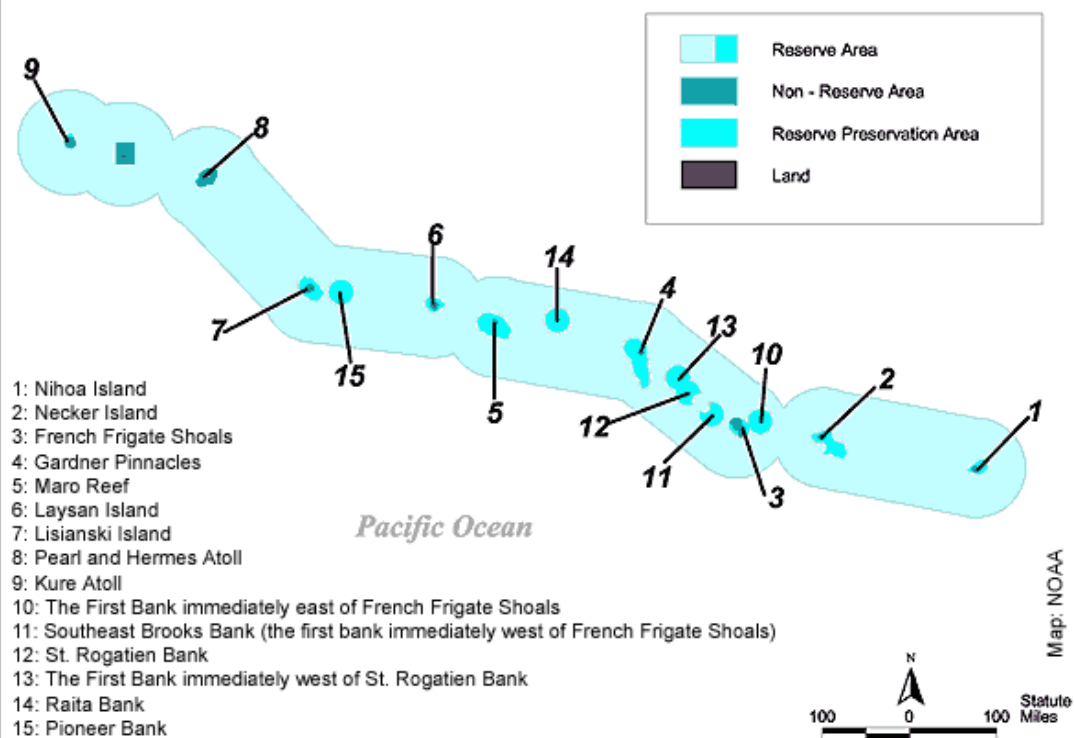 Reserve Area
Non - Reserve Area
Reserve Preservation Area
Land
9
8
6
14
4
13
10
7
15
5
12
11
3
2
1
1: Nihoa Island
2: Necker Island
3: French Frigate Shoals
4: Gardner Pinnacles
5: Maro Reef
6: Laysan Island
7: Lisianski Island
8: Pearl and Hermes Atoll
9: Kure Atoll
10: The First Bank immediately east of French Frigate Shoals
11: Southeast Brooks Bank (the first bank immediately west of French Frigate Shoals)
12: St. Rogatien Bank
13: The First Bank immediately west of St. Rogatien Bank
14: Raita Bank
15: Pioneer Bank
Pacific Ocean
Map: NOAA
N
100 0 100 Statute Miles